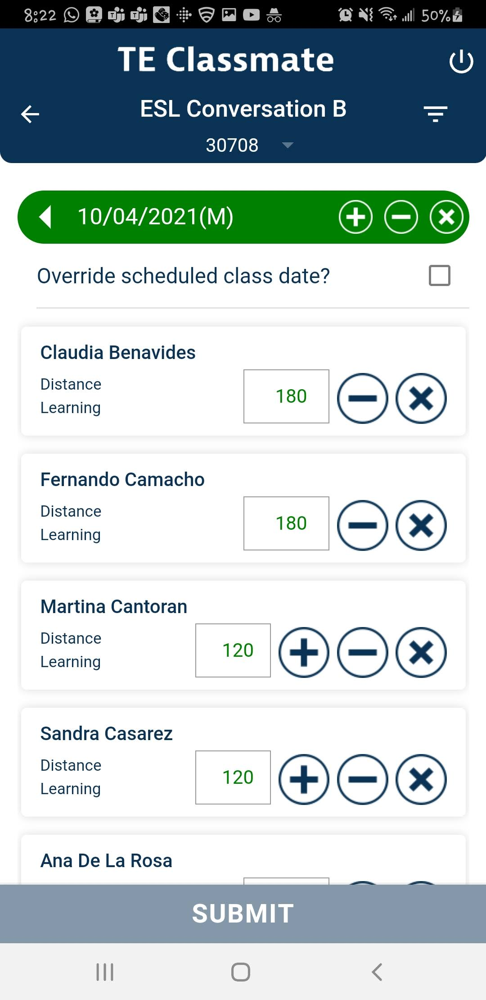 8:22 50%
TE Classmate
ESL Conversation B
30708
10/04/2021(M)
Override scheduled class date?
Claudia Benavides
Distance
Learning
180
Fernando Camacho
Distance
Learning
180
Martina Cantoran
Distance
Learning
120
Sandra Casarez
Distance
Learning
120
Ana De La Rosa
SUBMIT